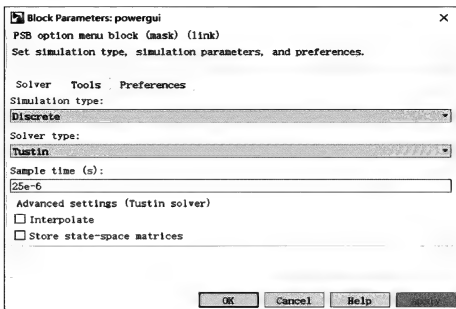 Block Parameters: powergui
PSB option menu block (mask) (link)
Set simulation type, simulation parameters, and preferences.
Solver Tools Preferences
Simulation type:
Discrete
Solver type:
Tustin
Sample time (s):
25e-6
Advanced settings (Tustin solver)
Interpolate
Store state-space matrices
OK Cancel Help